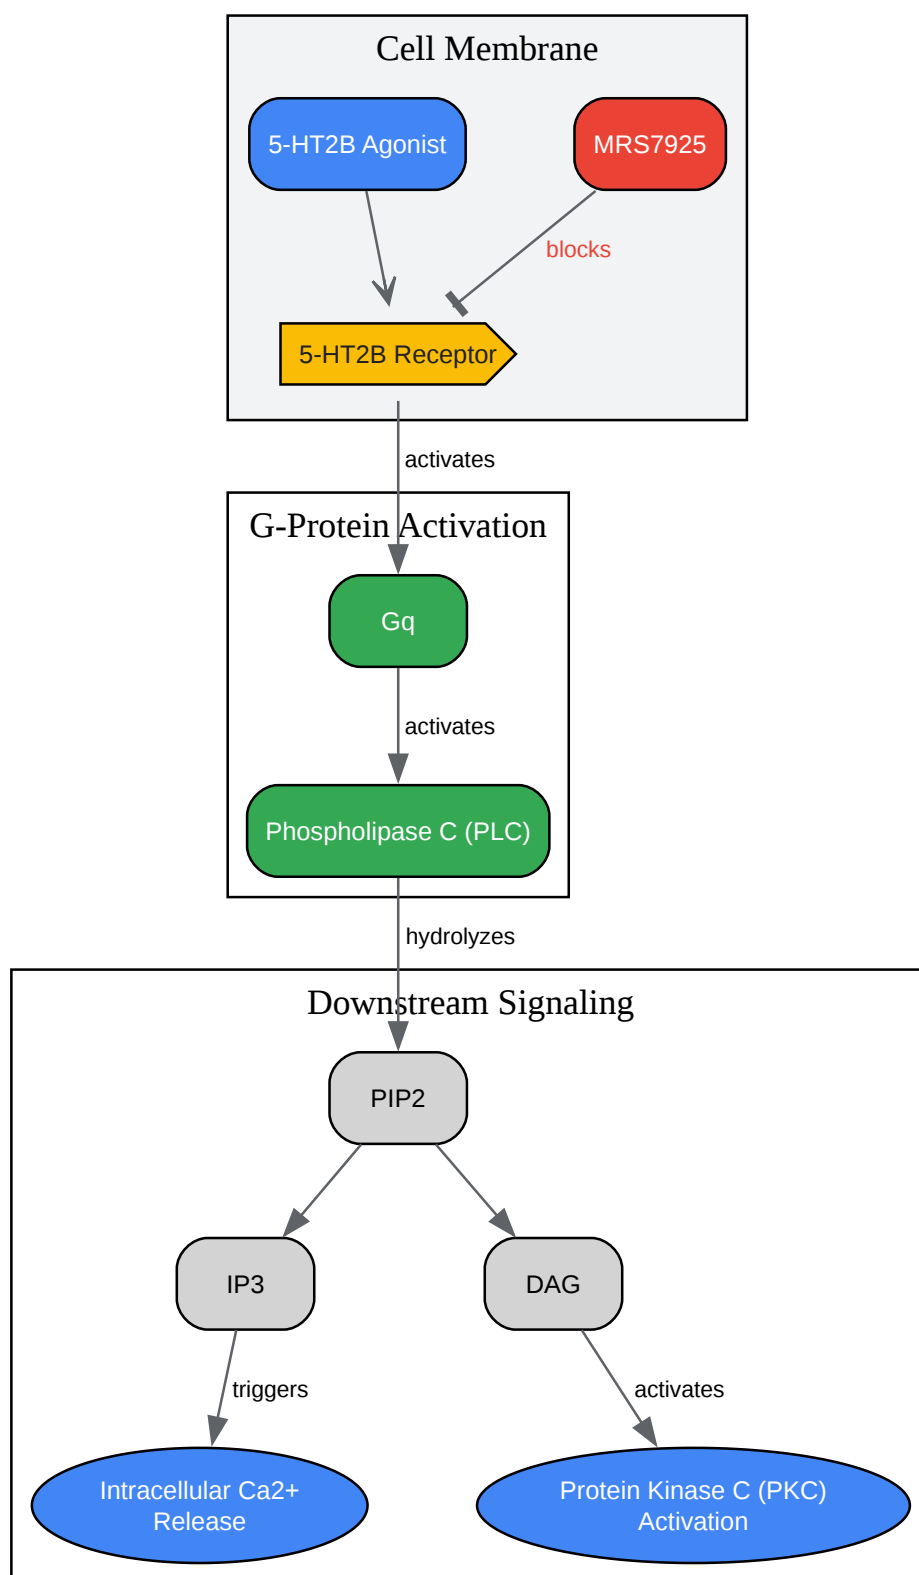 Cell Membrane
5-HT2B Agonist
MRS7925
blocks
5-HT2B Receptor
activates
G-Protein Activation
Gq
activates
Phospholipase C (PLC)
hydrolyzes
Downstream Signaling
PIP2
IP3
DAG
triggers
activates
Intracellular Ca2+
Release
Protein Kinase C (PKC)
Activation